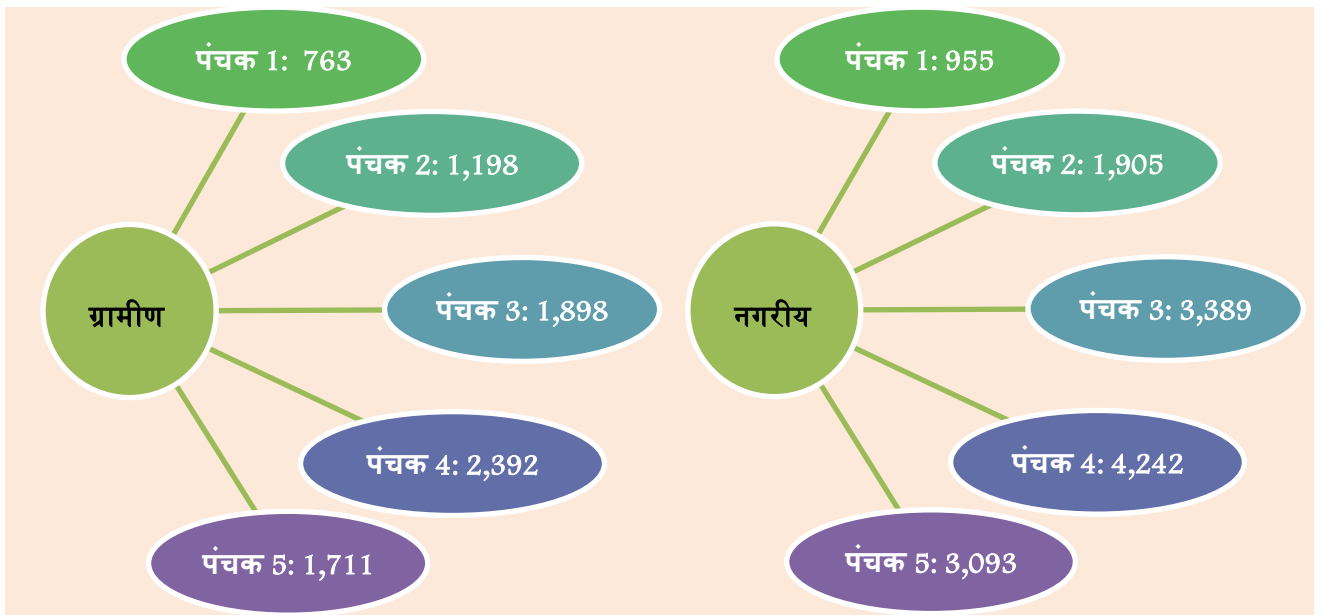 पंचक 1: 763
पंचक 2: 1,198
ग्रामीण
पंचक 3: 1,898
पंचक 4: 2,392
पंचक 5: 1,711
पंचक 1: 955
पंचक 2: 1,905
नगरीय
पंचक 3: 3,389
पंचक 4: 4,242
पंचक 5: 3,093